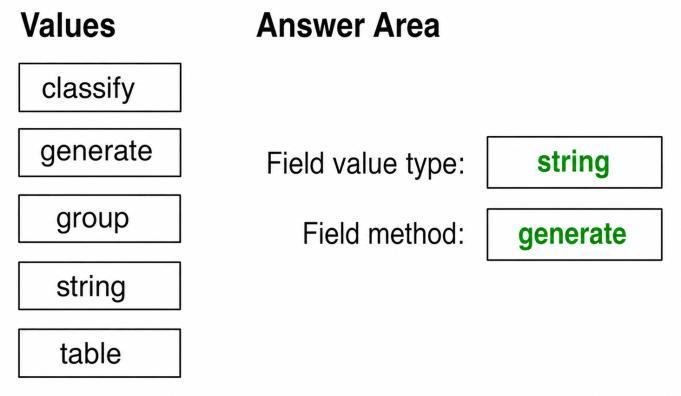 Values
Answer Area
classify
generate
group
string
table
Field value type: string
Field method: generate